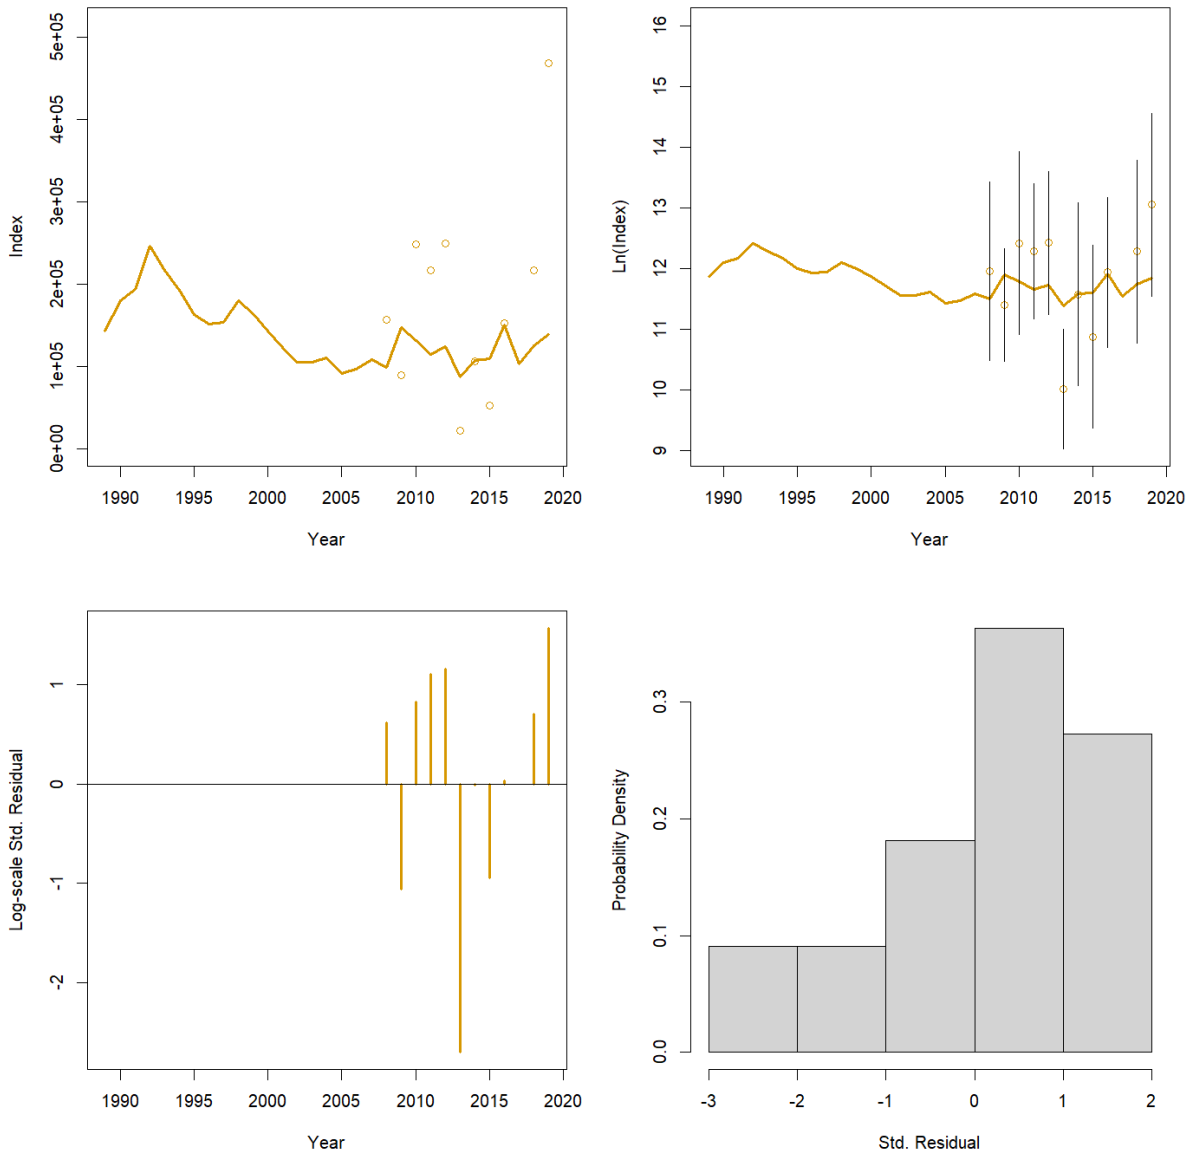 Index
0e+00 1e+05 2e+05 3e+05 4e+05 5e+05
1990 1995 2000 2005 2010 2015 2020
Year
Ln(Index)
9 10 11 12 13 14 15 16
1990 1995 2000 2005 2010 2015 2020
Year
Log-scale Std. Residual
-2 -1 0 1
1990 1995 2000 2005 2010 2015 2020
Year
Probability Density
0.0 0.1 0.2 0.3
-3 -2 -1 0 1 2
Std. Residual